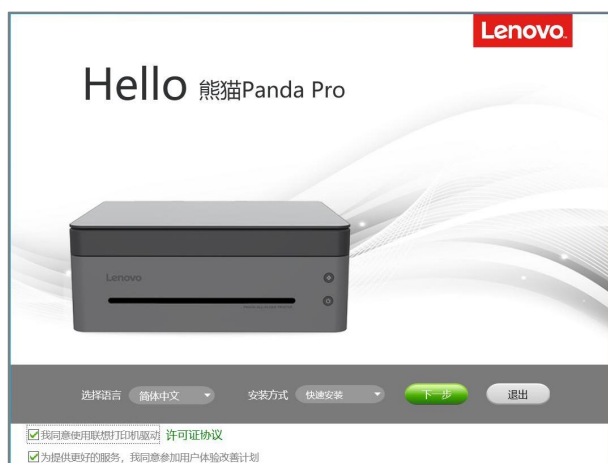 Lenovo
Hello 熊猫Panda Pro
Lenovo
选择语言 简体中文 安装方式 快速安装 下一步 退出
我同意使用联想打印机驱动 许可证协议
为提供更好的服务，我同意参加用户体验改善计划